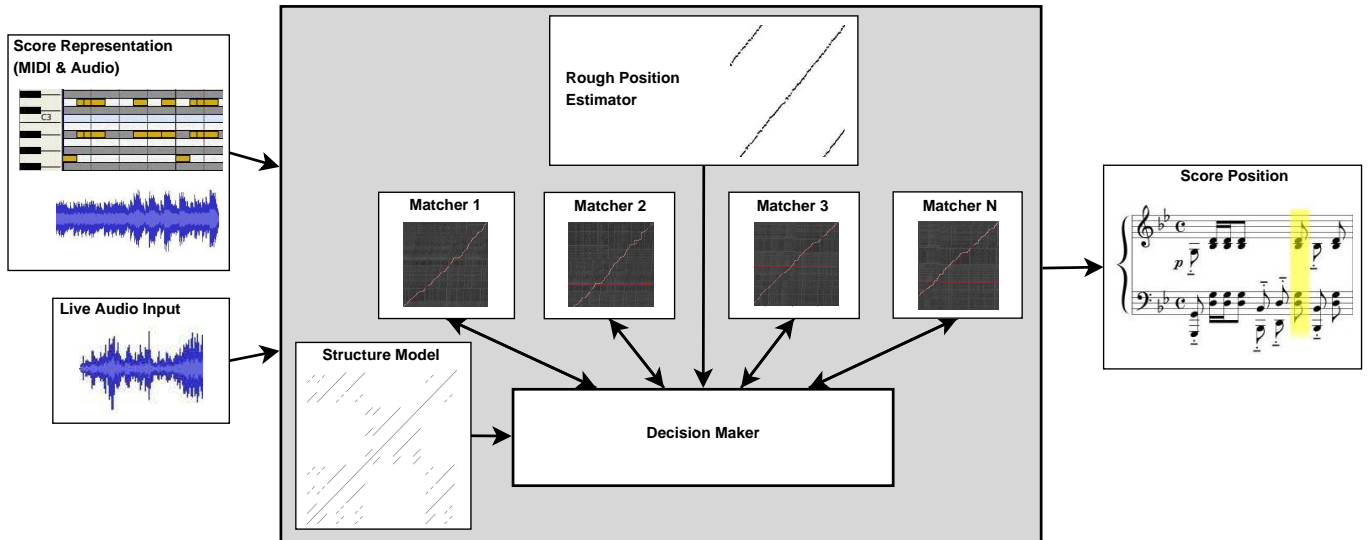 Score Representation
(MIDI & Audio)
C3
Live Audio Input
Rough Position
Estimator
Matcher 1
Matcher 2
Matcher 3
Matcher N
Structure Model
Decision Maker
Score Position
p